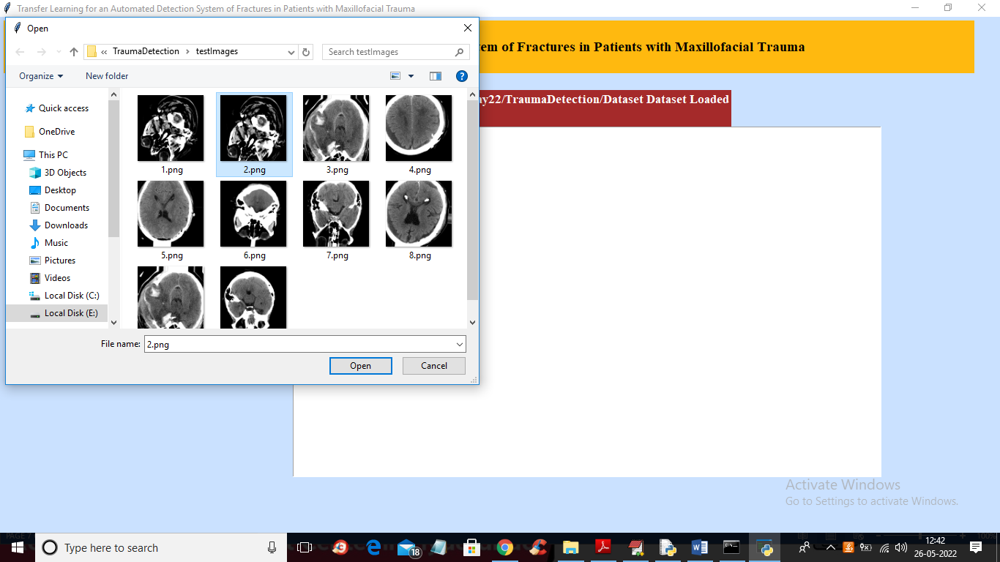 Transfer Learning for an Automated Detection System of Fractures in Patients with Maxillofacial Trauma
Open
« TraumaDetection > testImages
Search testImages
Organize
New folder
Quick access
OneDrive
This PC
3D Objects
Desktop
Documents
Downloads
Music
Pictures
Videos
Local Disk (C:)
Local Disk (E:)
1.png
2.png
3.png
4.png
5.png
6.png
7.png
8.png
File name: 2.png
Open
Cancel
of Fractures in Patients with Maxillofacial Trauma
/TraumaDetection/Dataset Dataset Loaded
Activate Windows
Go to Settings to activate Windows.
Type here to search
18
100%
12:42
26-05-2022